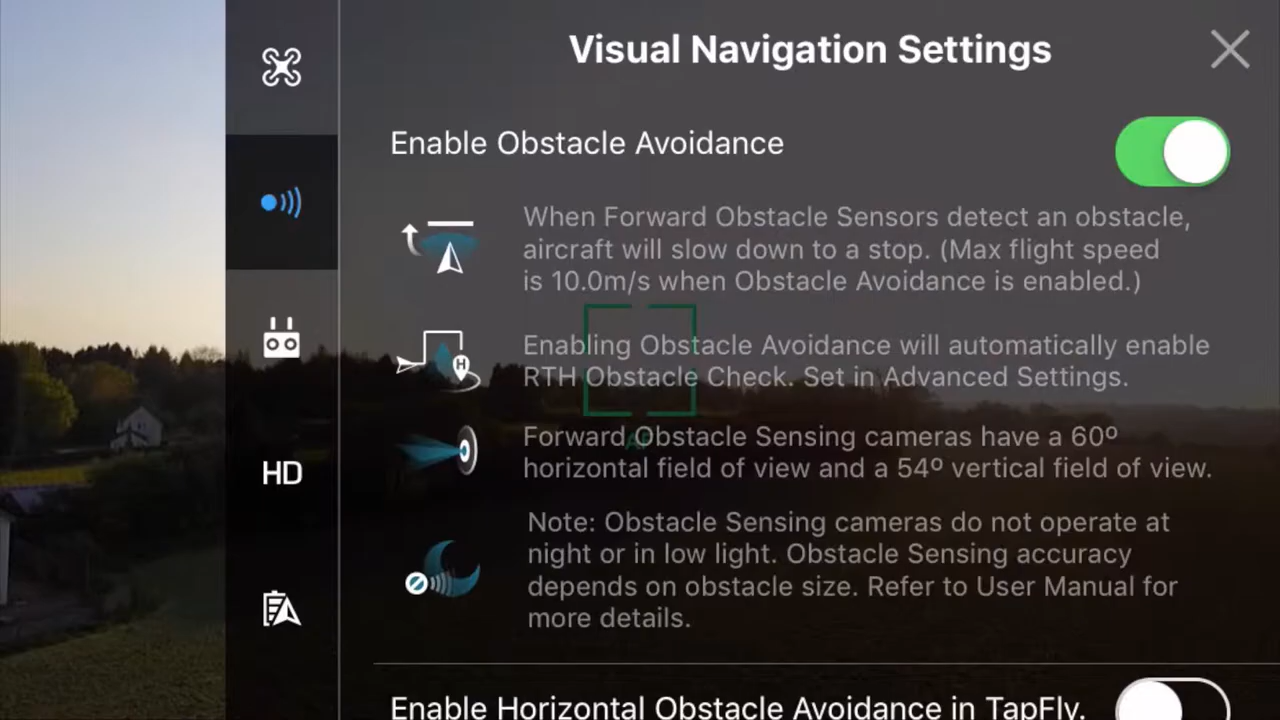 Visual Navigation Settings
Enable Obstacle Avoidance
When Forward Obstacle Sensors detect an obstacle,
aircraft will slow down to a stop. (Max flight speed
is 10.0m/s when Obstacle Avoidance is enabled.)
Enabling Obstacle Avoidance will automatically enable
RTH Obstacle Check. Set in Advanced Settings.
H
Forward Obstacle Sensing cameras have a 60º
horizontal field of view and a 54º vertical field of view.
AF
HD
Note: Obstacle Sensing cameras do not operate at
night or in low light. Obstacle Sensing accuracy
depends on obstacle size. Refer to User Manual for
more details.
Enable Horizontal Obstacle Avoidance in TapFly.